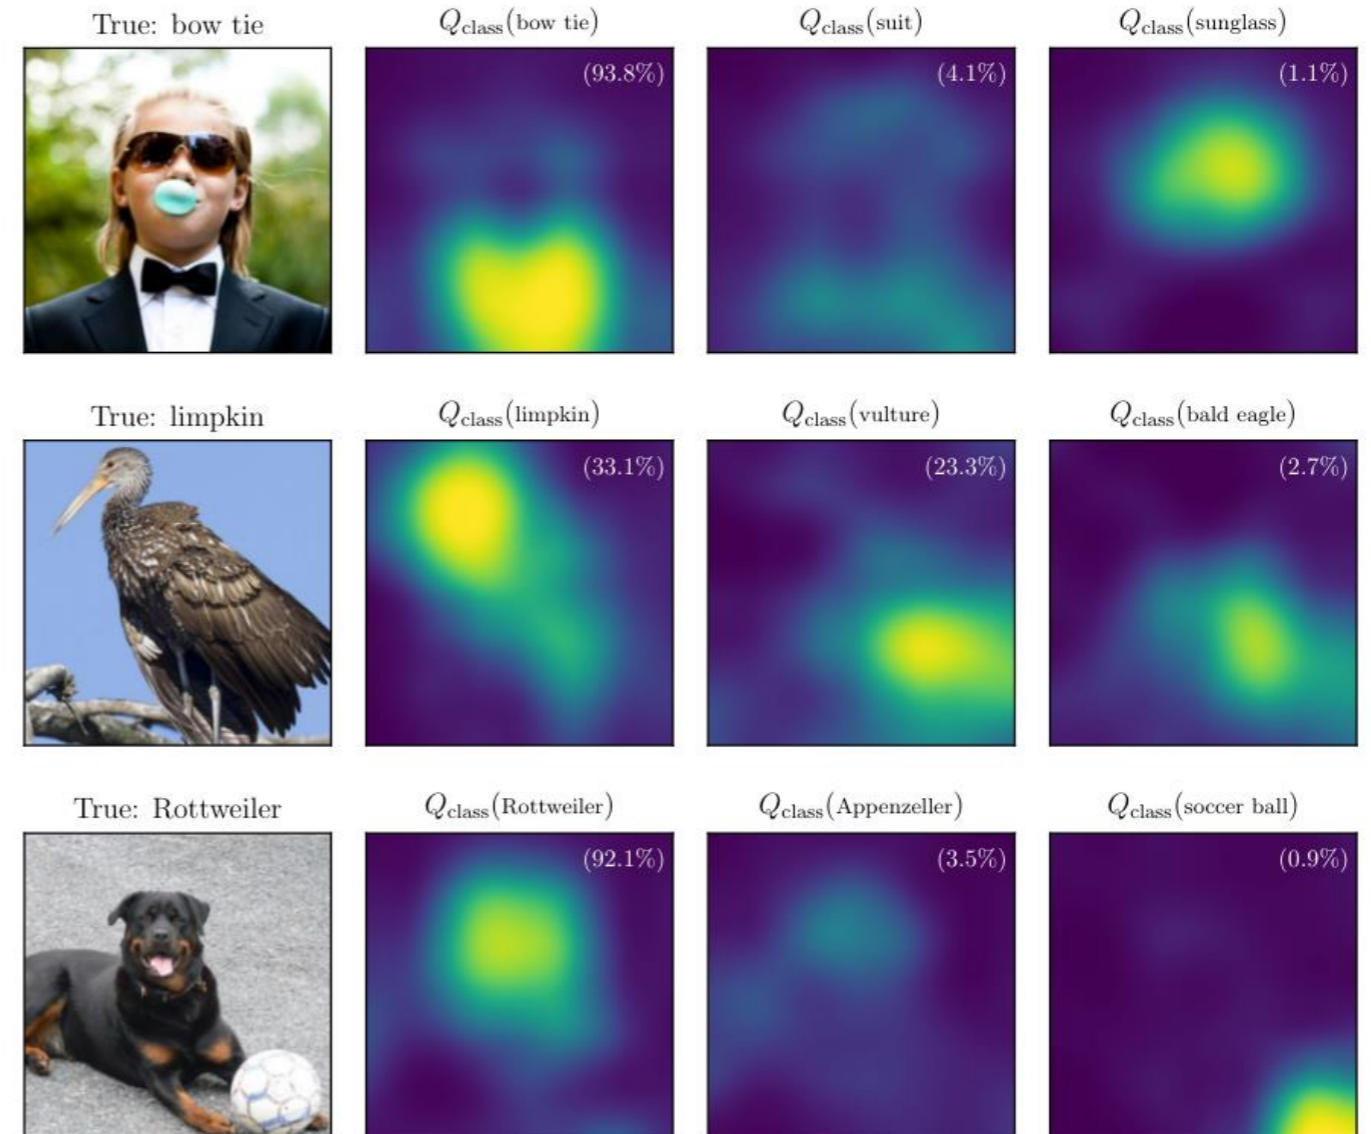 True: bow tie
Q_class(bow tie)
Q_class(suit)
Q_class(sunglass)
(93.8%)
(4.1%)
(1.1%)
True: limpkin
Q_class(limpkin)
Q_class(vulture)
Q_class(bald eagle)
(33.1%)
(23.3%)
(2.7%)
True: Rottweiler
Q_class(Rottweiler)
Q_class(Appenzeller)
Q_class(soccer ball)
(92.1%)
(3.5%)
(0.9%)